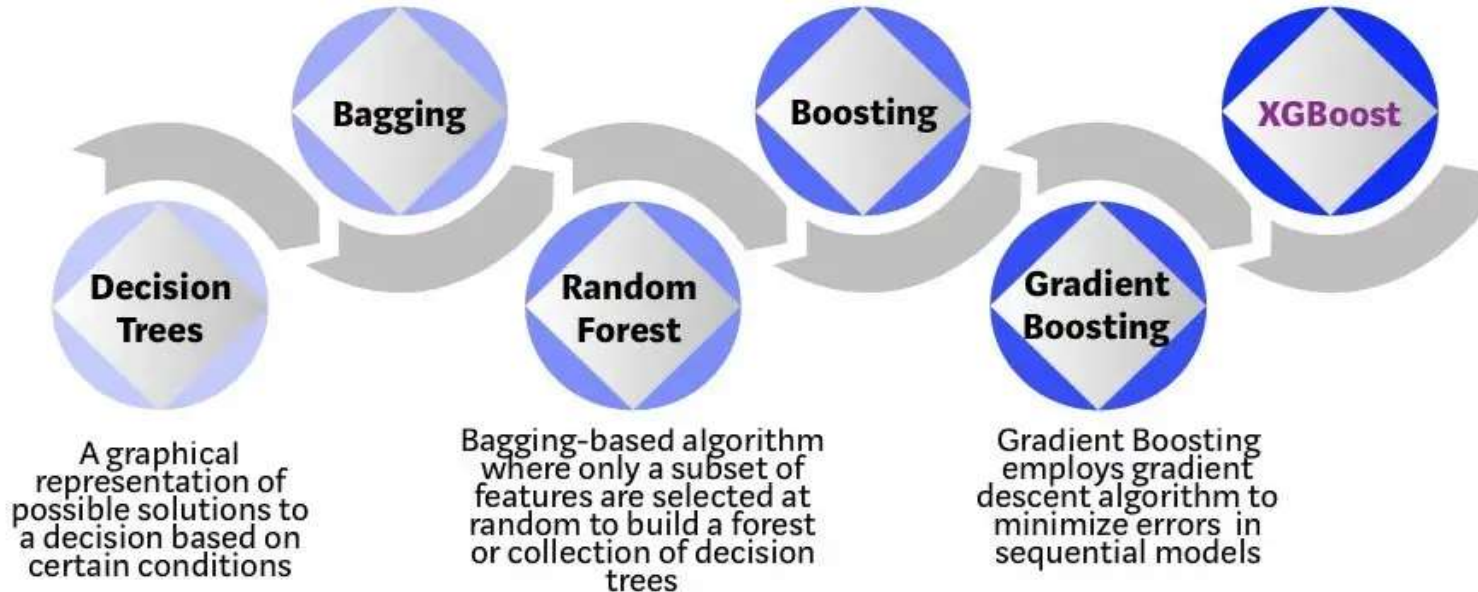 Bagging
Boosting
XGBoost
Decision
Trees
Random
Forest
Gradient
Boosting
A graphical
representation of
possible solutions to
a decision based on
certain conditions
Bagging-based algorithm
where only a subset of
features are selected at
random to build a forest
or collection of decision
trees
Gradient Boosting
employs gradient
descent algorithm to
minimize errors in
sequential models